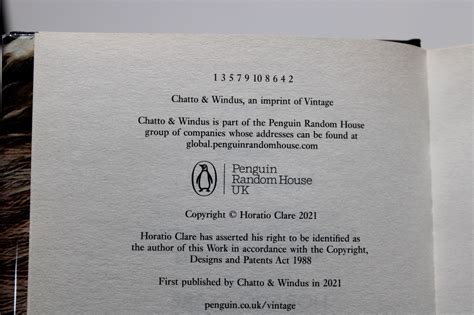 1 3 5 7 9 10 8 6 4 2
Chatto & Windus, an imprint of Vintage
Chatto & Windus is part of the Penguin Random House
group of companies whose addresses can be found at
global.penguinrandomhouse.com
Penguin
Random House
UK
Copyright © Horatio Clare 2021
Horatio Clare has asserted his right to be identified as
the author of this Work in accordance with the Copyright,
Designs and Patents Act 1988
First published by Chatto & Windus in 2021
penguin.co.uk/vintage